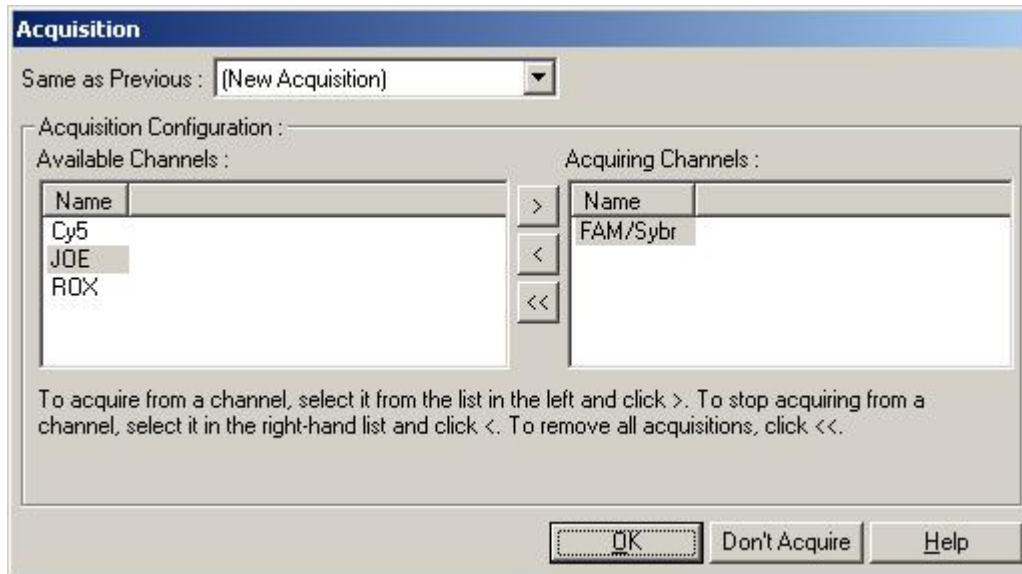 Acquisition
Same as Previous : (New Acquisition)
Acquisition Configuration :
Available Channels :
Name
Cy5
JOE
ROX
>
<
<<
Acquiring Channels :
Name
FAM/Sybr
To acquire from a channel, select it from the list in the left and click >. To stop acquiring from a
channel, select it in the right-hand list and click <. To remove all acquisitions, click <<.
OK
Don't Acquire
Help